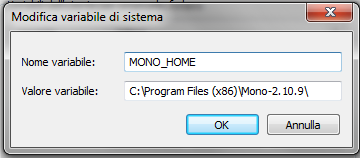 Modifica variabile di sistema
Nome variabile: MONO_HOME
Valore variabile: C:\Program Files (x86)\Mono-2.10.9\
OK Annulla